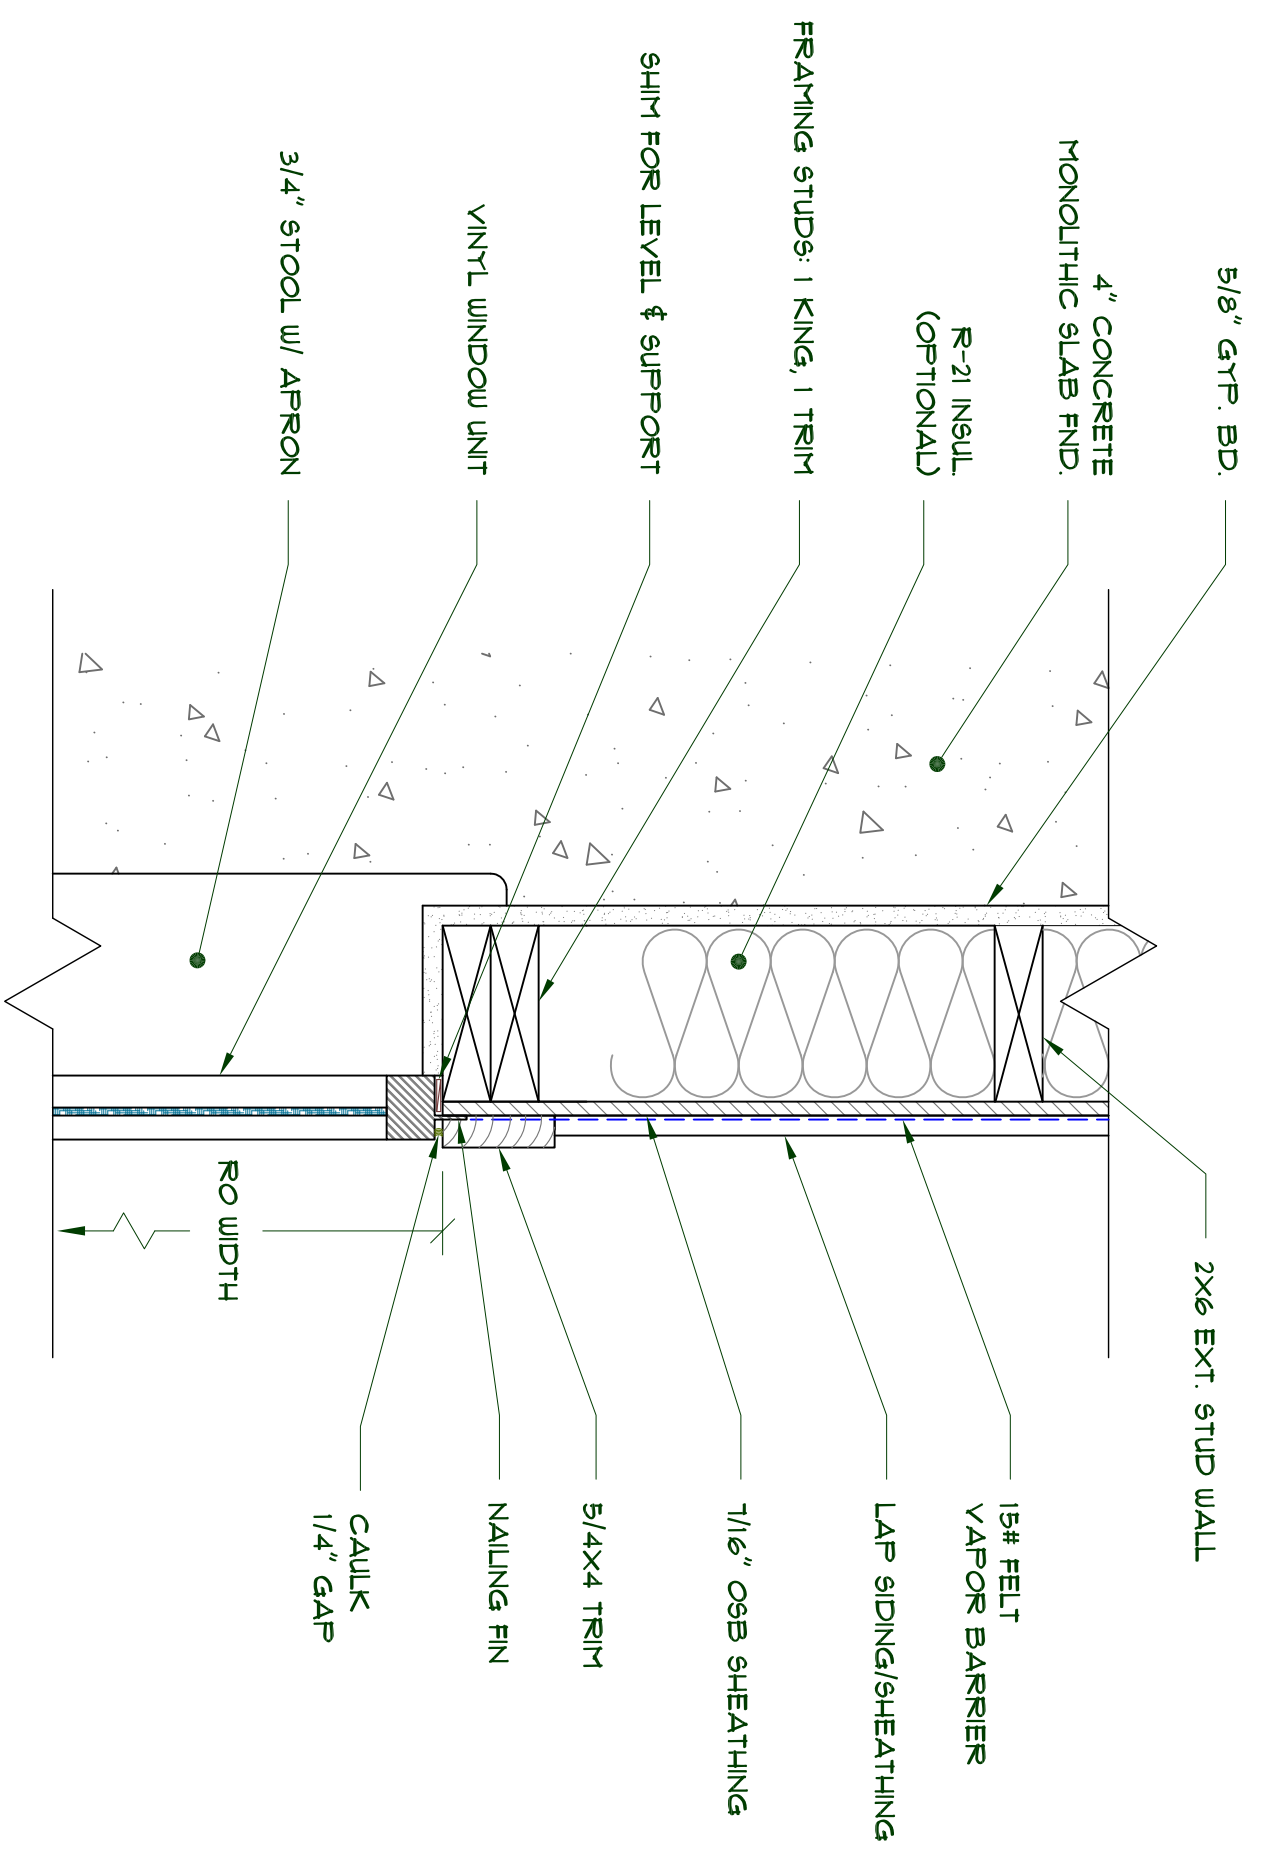 5/8" GYP. BD.
4" CONCRETE
MONOLITHIC SLAB FND.
R-21 INSUL.
(OPTIONAL)
FRAMING STUDS: 1 KING, 1 TRIM
SHIM FOR LEVEL & SUPPORT
VINYL WINDOW UNIT
3/4" STOOL W/ APRON
2X6 EXT. STUD WALL
15# FELT
VAPOR BARRIER
LAP SIDING/SHEATHING
7/16" OSB SHEATHING
5/4X4 TRIM
NAILING FIN
CAULK
1/4" GAP
RO WIDTH